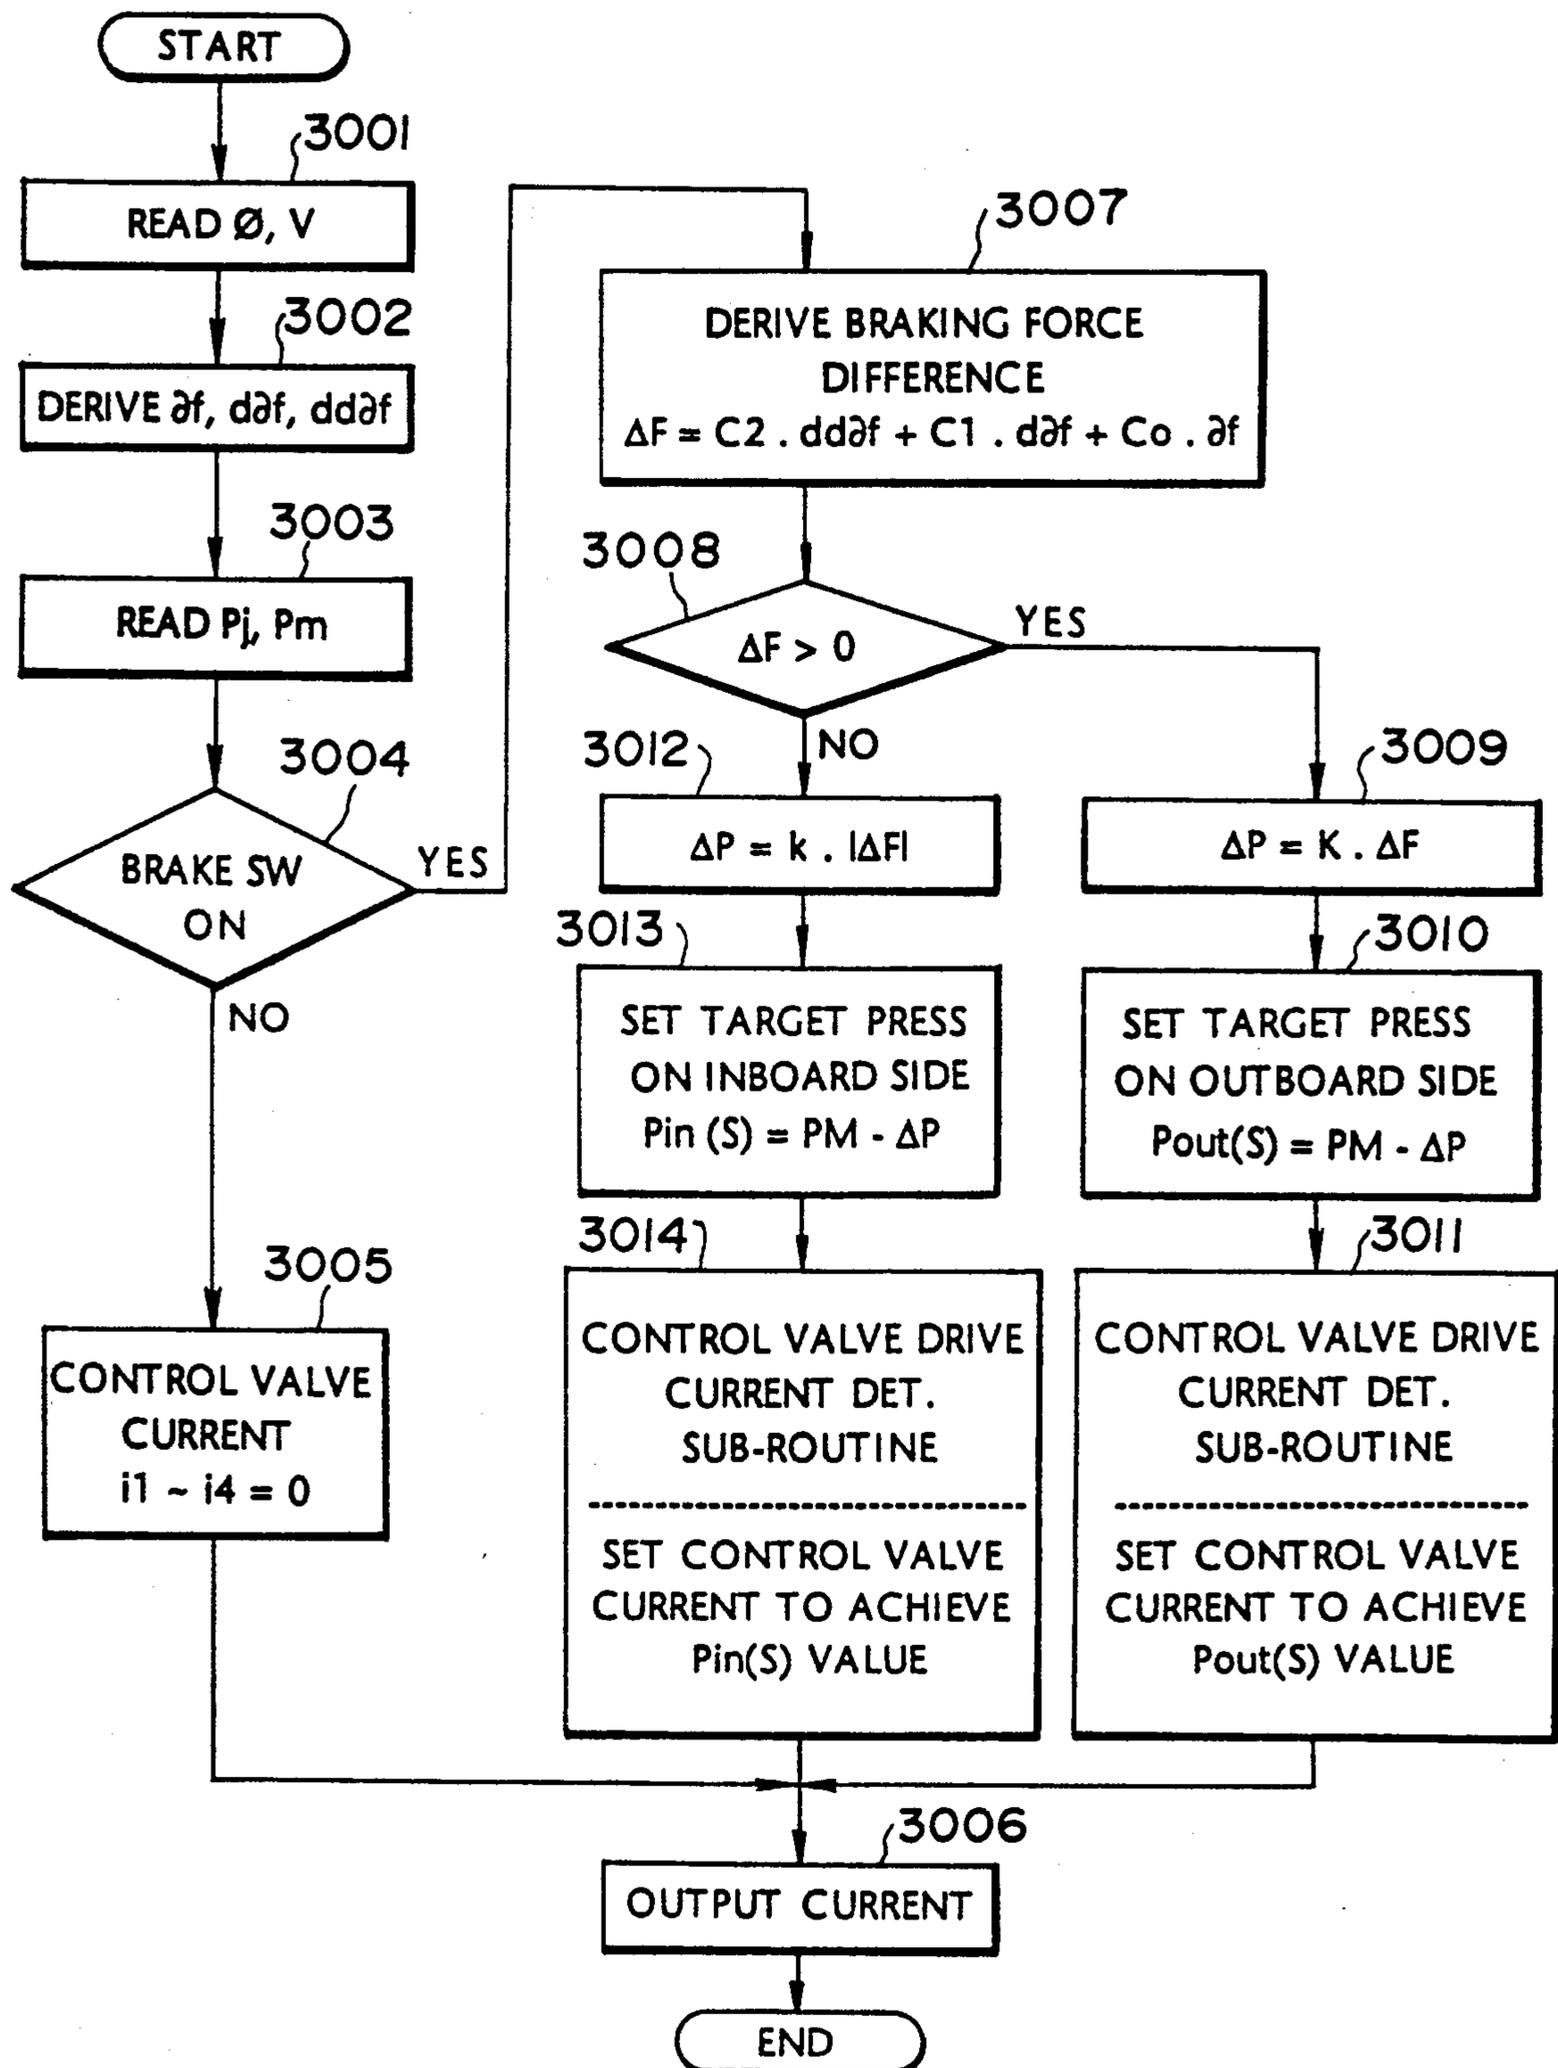 START
3001
READ Ø, V
3002
DERIVE ∂f, d∂f, dd∂f
3003
READ Pj, Pm
3004
BRAKE SW
ON
YES
NO
3005
CONTROL VALVE
CURRENT
i1 ~ i4 = 0
3007
DERIVE BRAKING FORCE
DIFFERENCE
ΔF = C2 . dd∂f + C1 . d∂f + Co . ∂f
3008
ΔF > 0
YES
NO
3012
ΔP = k . |ΔF|
3013
SET TARGET PRESS
ON INBOARD SIDE
Pin (S) = PM - ΔP
3014
CONTROL VALVE DRIVE
CURRENT DET.
SUB-ROUTINE
SET CONTROL VALVE
CURRENT TO ACHIEVE
Pin(S) VALUE
3009
ΔP = K . ΔF
3010
SET TARGET PRESS
ON OUTBOARD SIDE
Pout(S) = PM - ΔP
3011
CONTROL VALVE DRIVE
CURRENT DET.
SUB-ROUTINE
SET CONTROL VALVE
CURRENT TO ACHIEVE
Pout(S) VALUE
3006
OUTPUT CURRENT
END